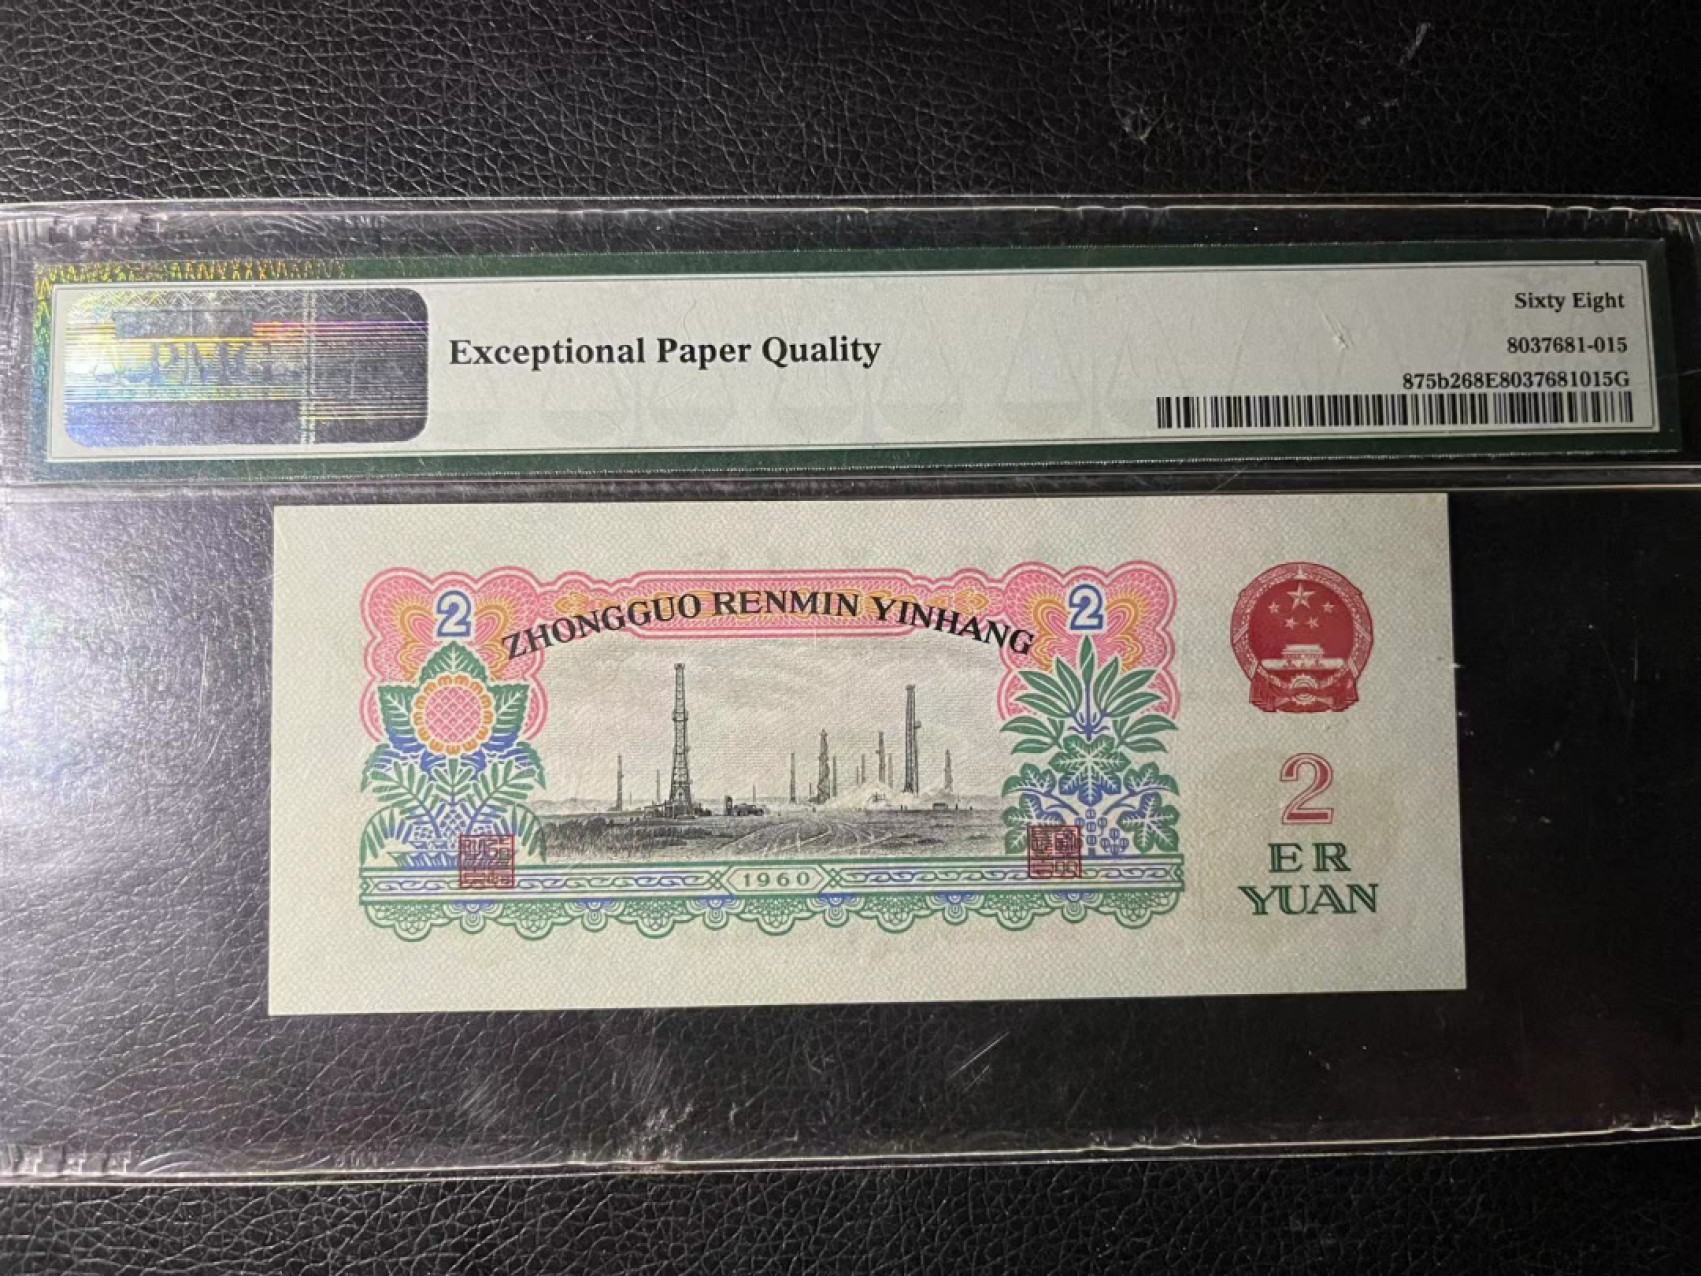 Exceptional Paper Quality
Sixty Eight
8037681-015
875b268E8037681015G
2
ZHONGGUO RENMIN YINHANG
2
1960
2
ER
YUAN